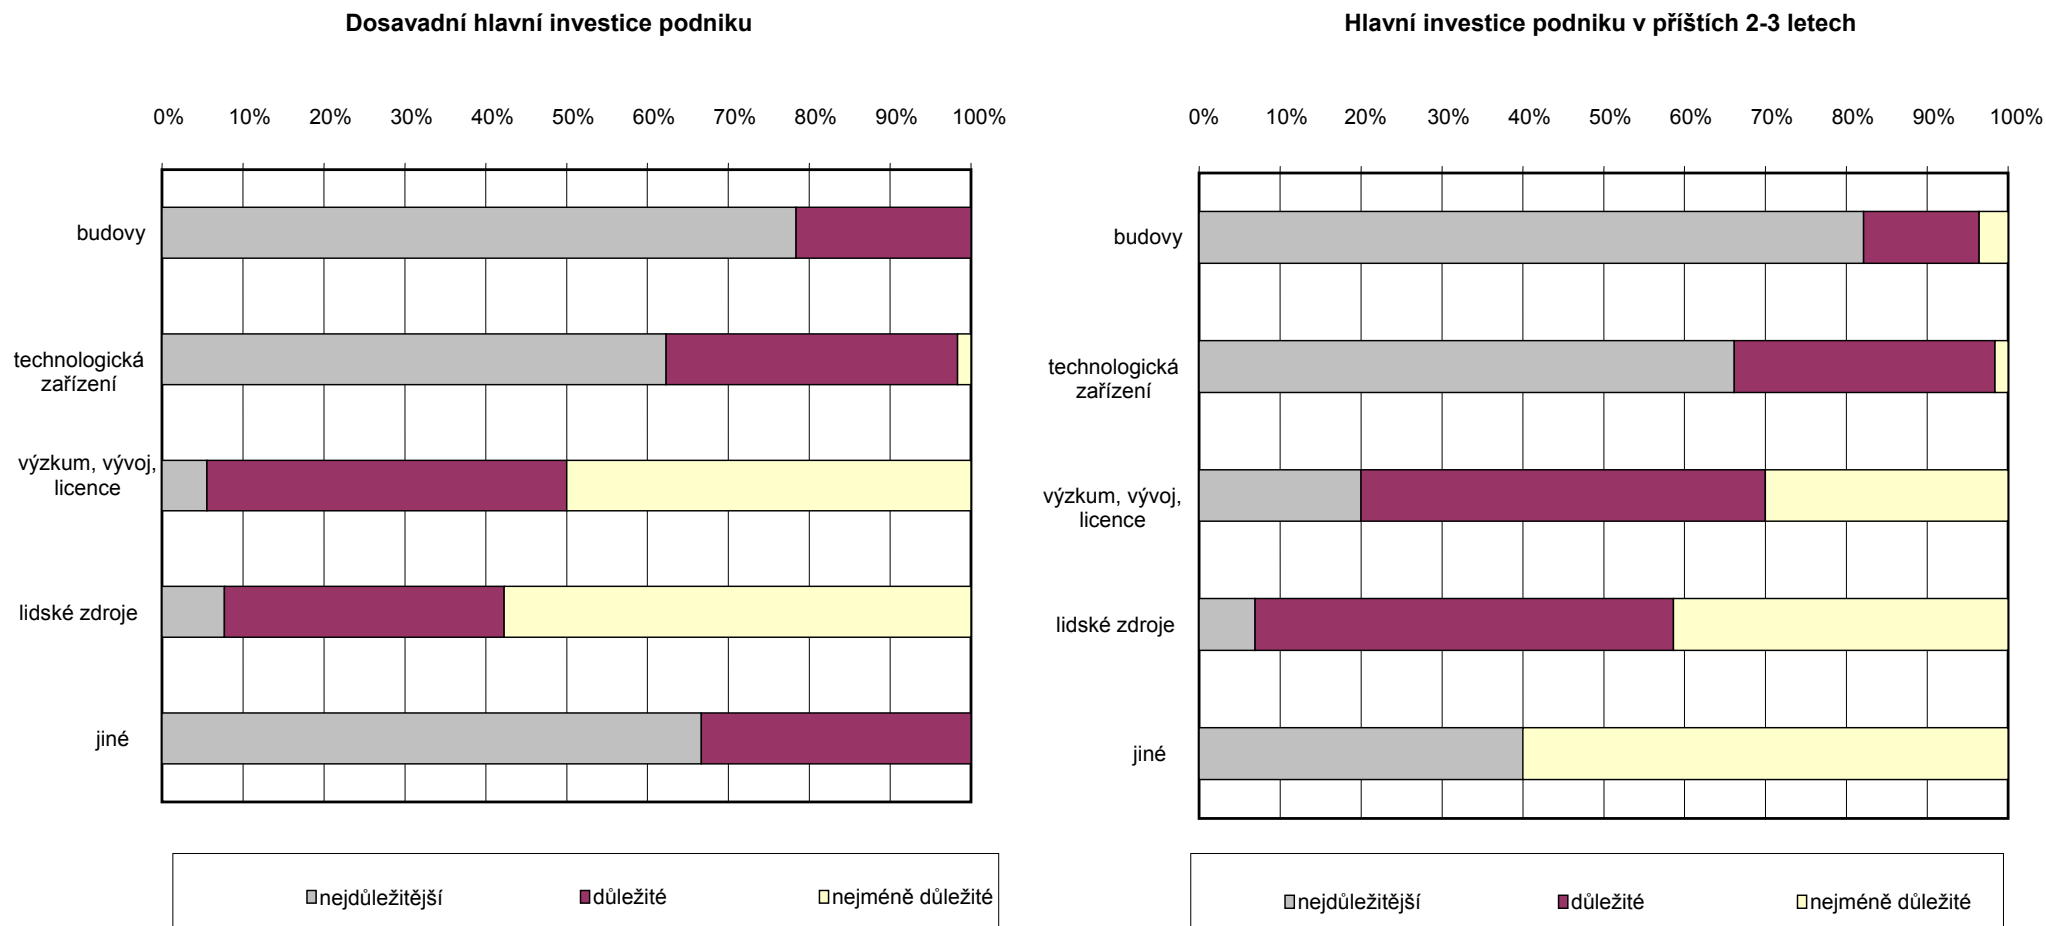 Dosavadní hlavní investice podniku
0% 10% 20% 30% 40% 50% 60% 70% 80% 90% 100%
budovy
technologická
zařízení
výzkum, vývoj,
licence
lidské zdroje
jiné
nejdůležitější důležité nejméně důležité
Hlavní investice podniku v příštích 2-3 letech
0% 10% 20% 30% 40% 50% 60% 70% 80% 90% 100%
budovy
technologická
zařízení
výzkum, vývoj,
licence
lidské zdroje
jiné
nejdůležitější důležité nejméně důležité